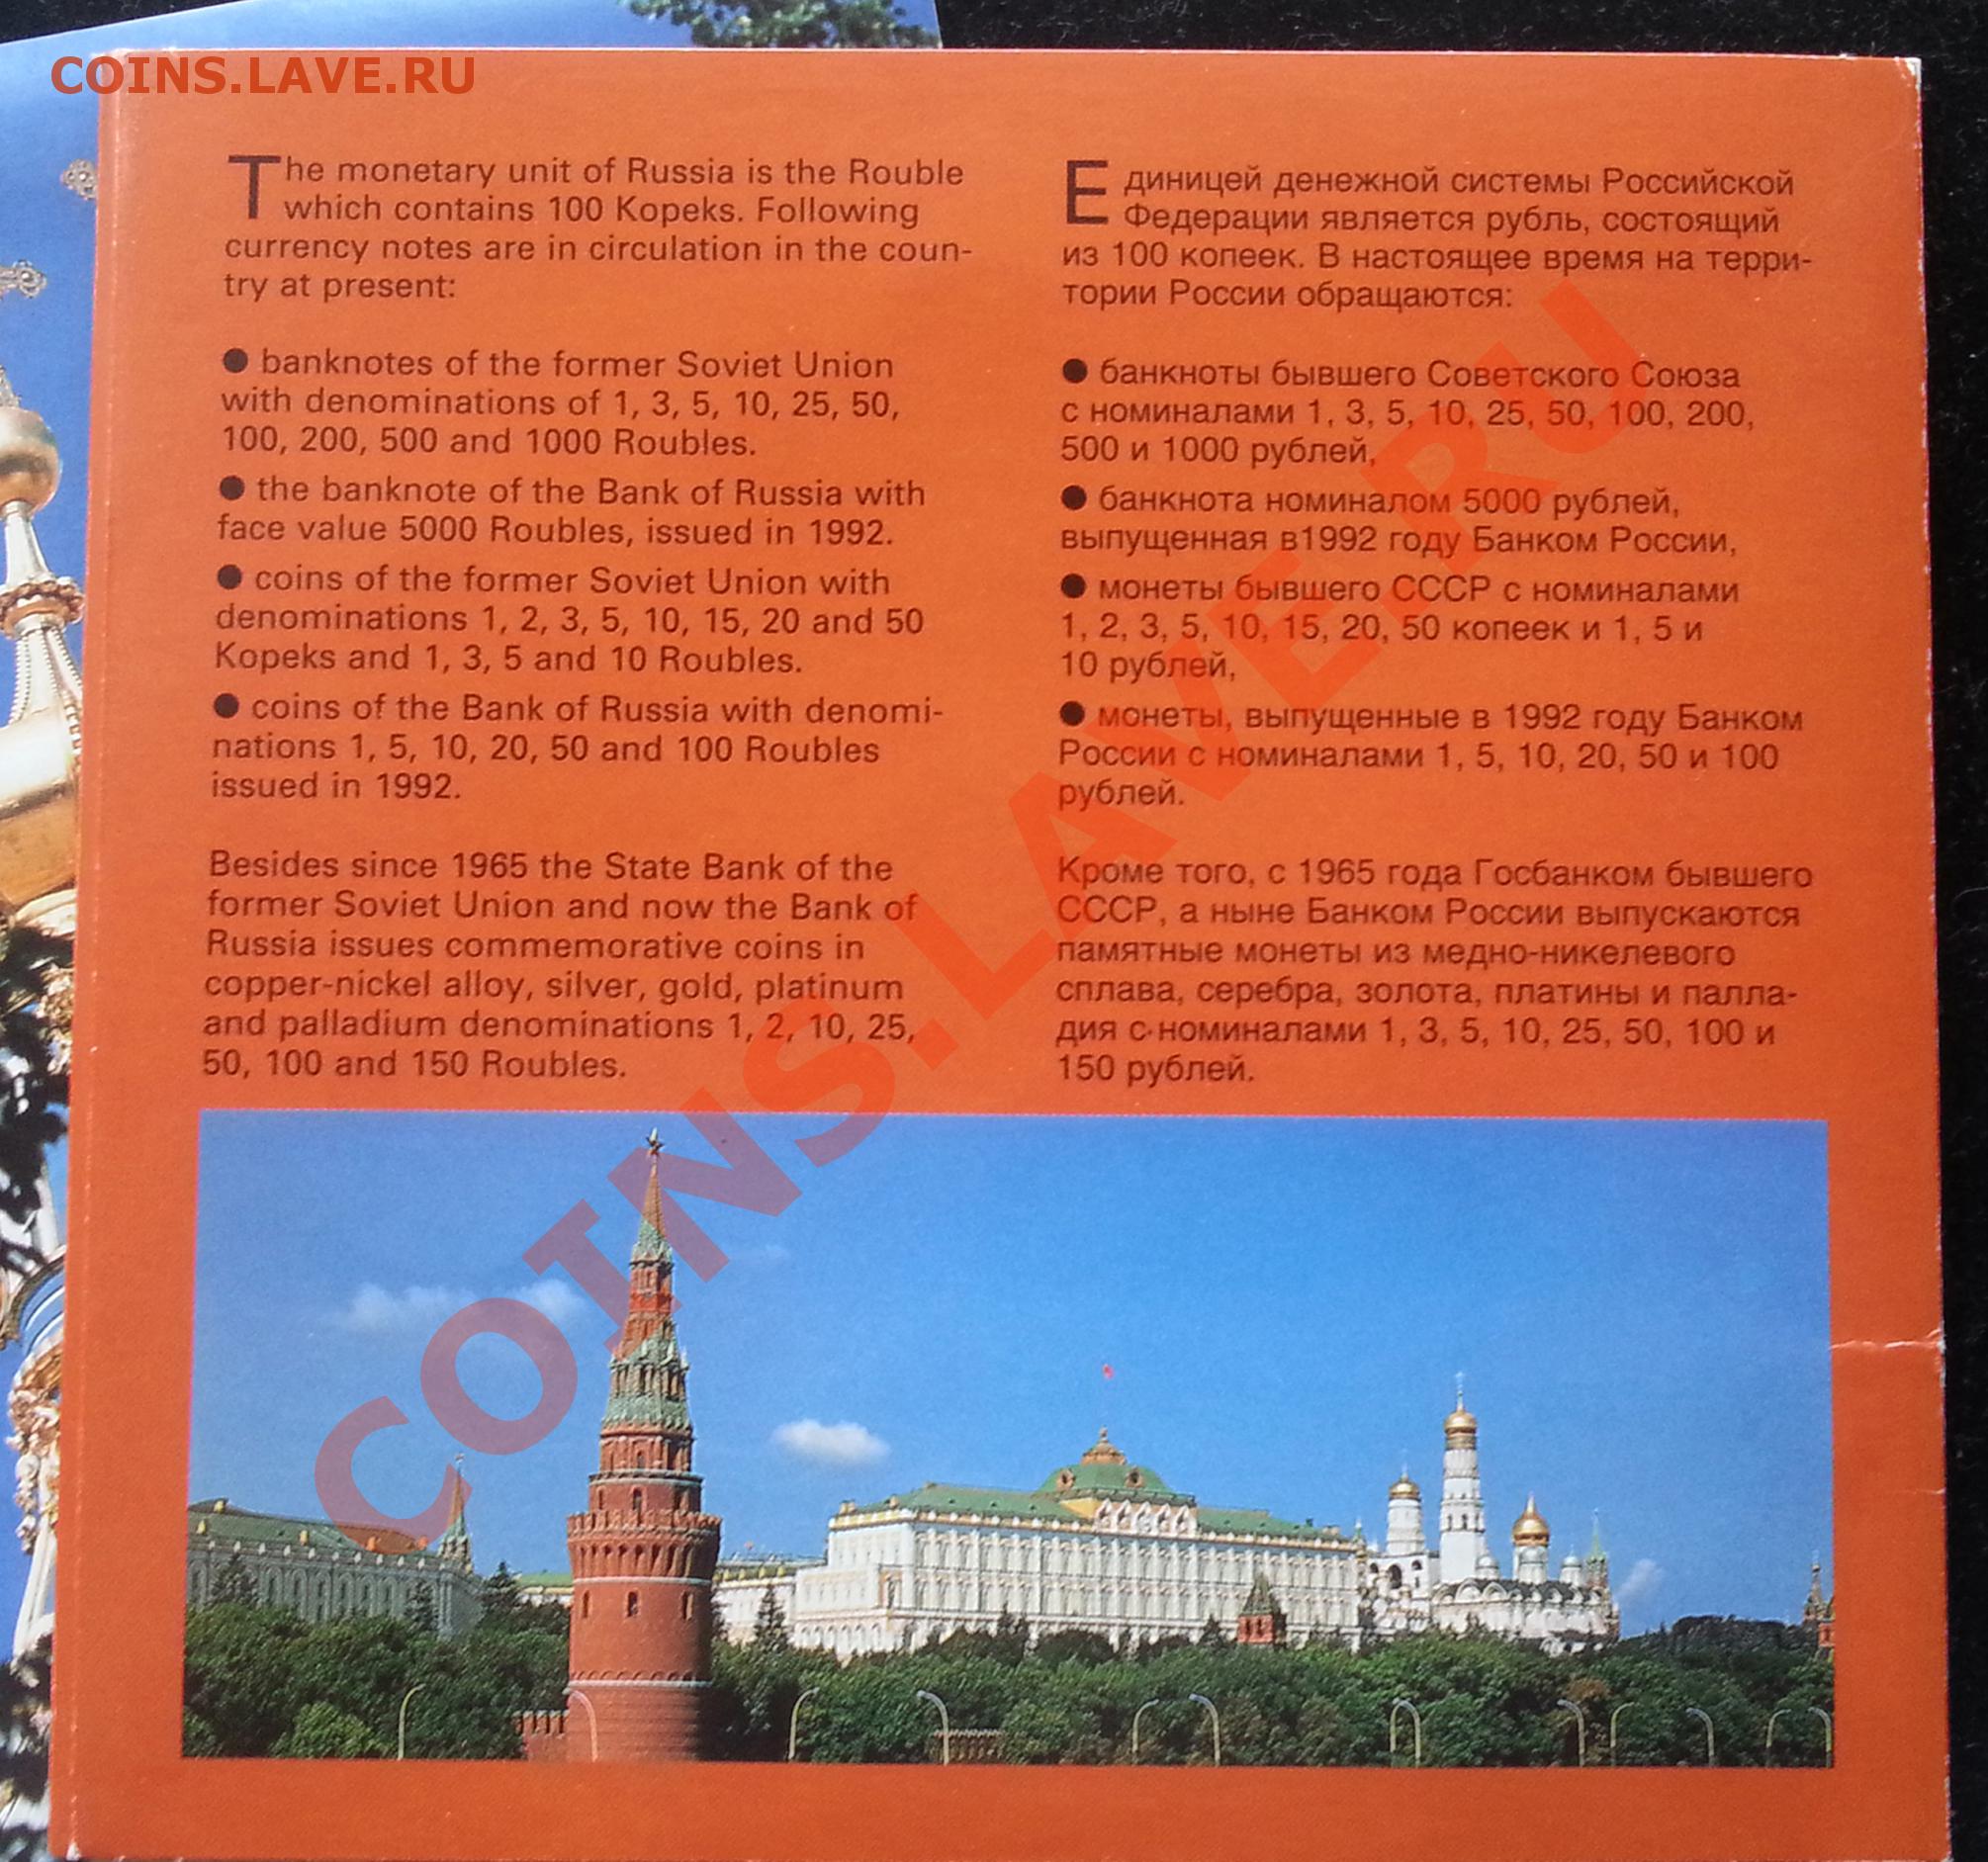 COINS.LAVE.RU
The monetary unit of Russia is the Rouble
which contains 100 Kopeks. Following
currency notes are in circulation in the coun-
try at present:
● banknotes of the former Soviet Union
with denominations of 1, 3, 5, 10, 25, 50,
100, 200, 500 and 1000 Roubles.
● the banknote of the Bank of Russia with
face value 5000 Roubles, issued in 1992.
● coins of the former Soviet Union with
denominations 1, 2, 3, 5, 10, 15, 20 and 50
Kopeks and 1, 3, 5 and 10 Roubles.
● coins of the Bank of Russia with denomi-
nations 1, 5, 10, 20, 50 and 100 Roubles
issued in 1992.
Besides since 1965 the State Bank of the
former Soviet Union and now the Bank of
Russia issues commemorative coins in
copper-nickel alloy, silver, gold, platinum
and palladium denominations 1, 2, 10, 25,
50, 100 and 150 Roubles.
Единицей денежной системы Российской
Федерации является рубль, состоящий
из 100 копеек. В настоящее время на терри-
тории России обращаются:
● банкноты бывшего Советского Союза
с номиналами 1, 3, 5, 10, 25, 50, 100, 200,
500 и 1000 рублей,
● банкнота номиналом 5000 рублей,
выпущенная в1992 году Банком России,
● монеты бывшего СССР с номиналами
1, 2, 3, 5, 10, 15, 20, 50 копеек и 1, 5 и
10 рублей,
● монеты, выпущенные в 1992 году Банком
России с номиналами 1, 5, 10, 20, 50 и 100
рублей.
Кроме того, с 1965 года Госбанком бывшего
СССР, а ныне Банком России выпускаются
памятные монеты из медно-никелевого
сплава, серебра, золота, платины и палла-
дия с номиналами 1, 3, 5, 10, 25, 50, 100 и
150 рублей.
COINS.LAVE.RU